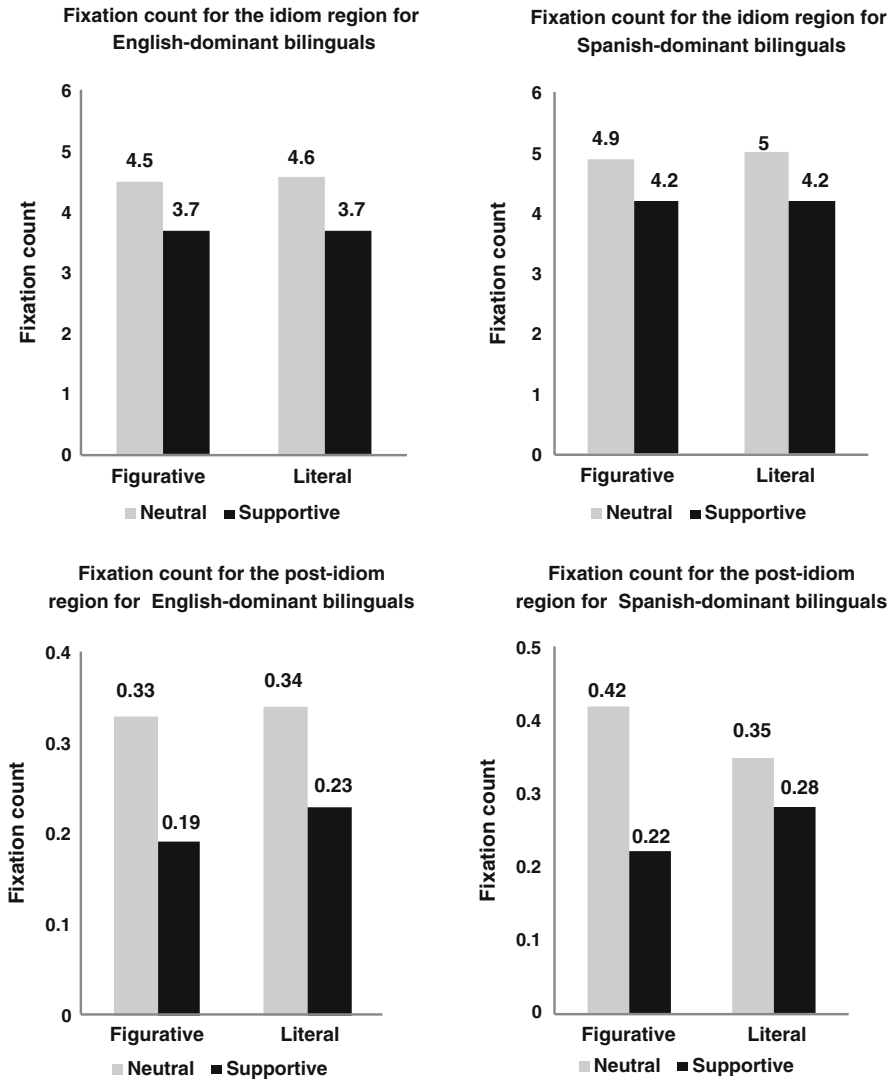 Fixation count for the idiom region for
English-dominant bilinguals
6
5
4
3
2
1
0
Fixation count
4.5
3.7
4.6
3.7
Figurative
Literal
Neutral
Supportive
Fixation count for the idiom region for
Spanish-dominant bilinguals
6
5
4
3
2
1
0
Fixation count
4.9
4.2
5
4.2
Figurative
Literal
Neutral
Supportive
Fixation count for the post-idiom
region for English-dominant bilinguals
0.4
0.3
0.2
0.1
0
Fixation count
0.33
0.19
0.34
0.23
Figurative
Literal
Neutral
Supportive
Fixation count for the post-idiom
region for Spanish-dominant bilinguals
0.5
0.4
0.3
0.2
0.1
0
Fixation count
0.42
0.22
0.35
0.28
Figurative
Literal
Neutral
Supportive